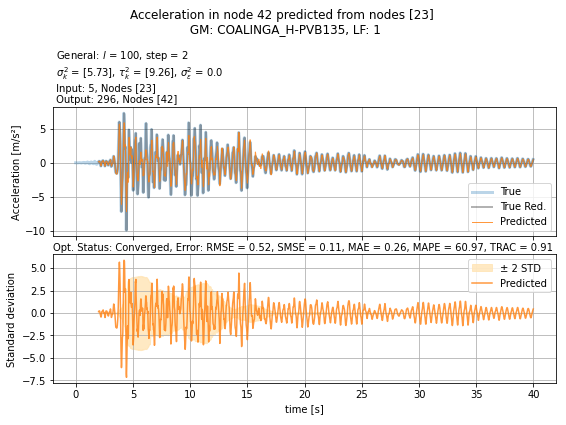 Acceleration in node 42 predicted from nodes [23]
GM: COALINGA_H-PVB135, LF: 1
General: l = 100, step = 2
σ²ₖ = [5.73], τ²ₖ = [9.26], σ²ₛ = 0.0
Input: 5, Nodes [23]
Output: 296, Nodes [42]
Acceleration [m/s²]
5
0
−5
−10
True
True Red.
Predicted
Opt. Status: Converged, Error: RMSE = 0.52, SMSE = 0.11, MAE = 0.26, MAPE = 60.97, TRAC = 0.91
Standard deviation
5.0
2.5
0.0
−2.5
−5.0
−7.5
± 2 STD
Predicted
0 5 10 15 20 25 30 35 40
time [s]